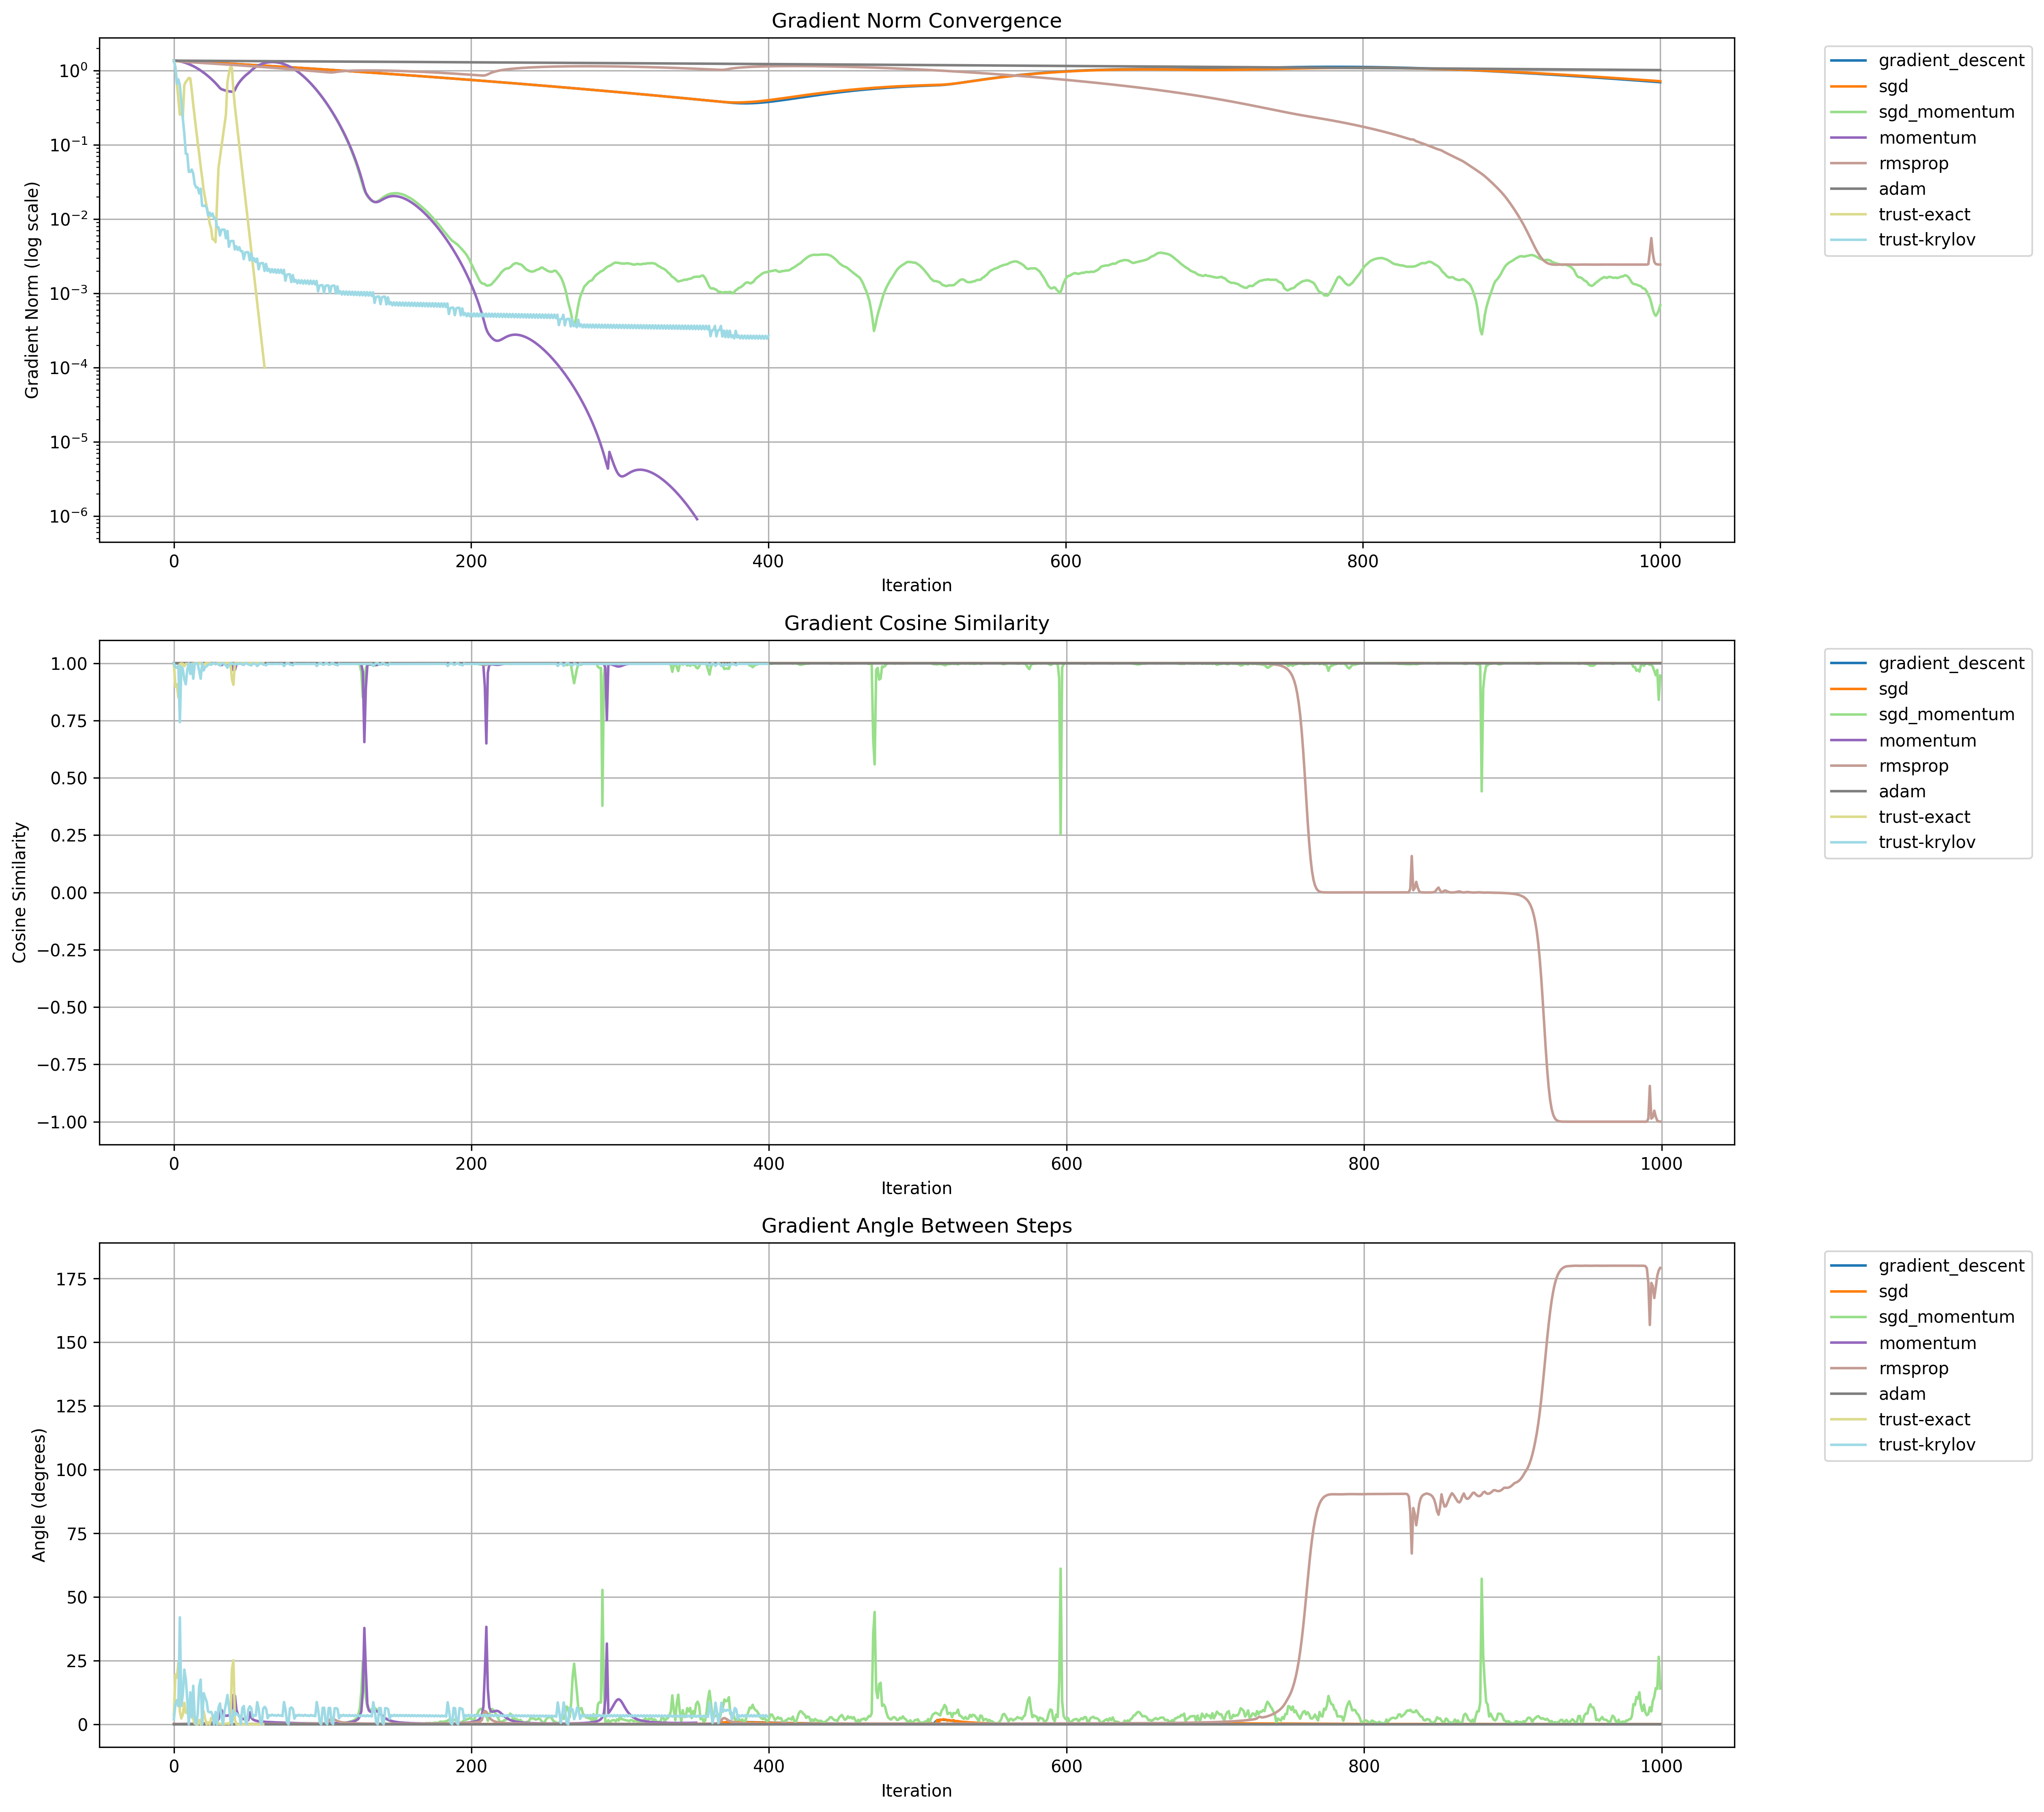 Gradient Norm Convergence
Gradient Norm (log scale)
10⁰
10⁻¹
10⁻²
10⁻³
10⁻⁴
10⁻⁵
10⁻⁶
0 200 400 600 800 1000
Iteration
gradient_descent
sgd
sgd_momentum
momentum
rmsprop
adam
trust-exact
trust-krylov
Gradient Cosine Similarity
Cosine Similarity
1.00
0.75
0.50
0.25
0.00
−0.25
−0.50
−0.75
−1.00
0 200 400 600 800 1000
Iteration
gradient_descent
sgd
sgd_momentum
momentum
rmsprop
adam
trust-exact
trust-krylov
Gradient Angle Between Steps
Angle (degrees)
175
150
125
100
75
50
25
0
0 200 400 600 800 1000
Iteration
gradient_descent
sgd
sgd_momentum
momentum
rmsprop
adam
trust-exact
trust-krylov